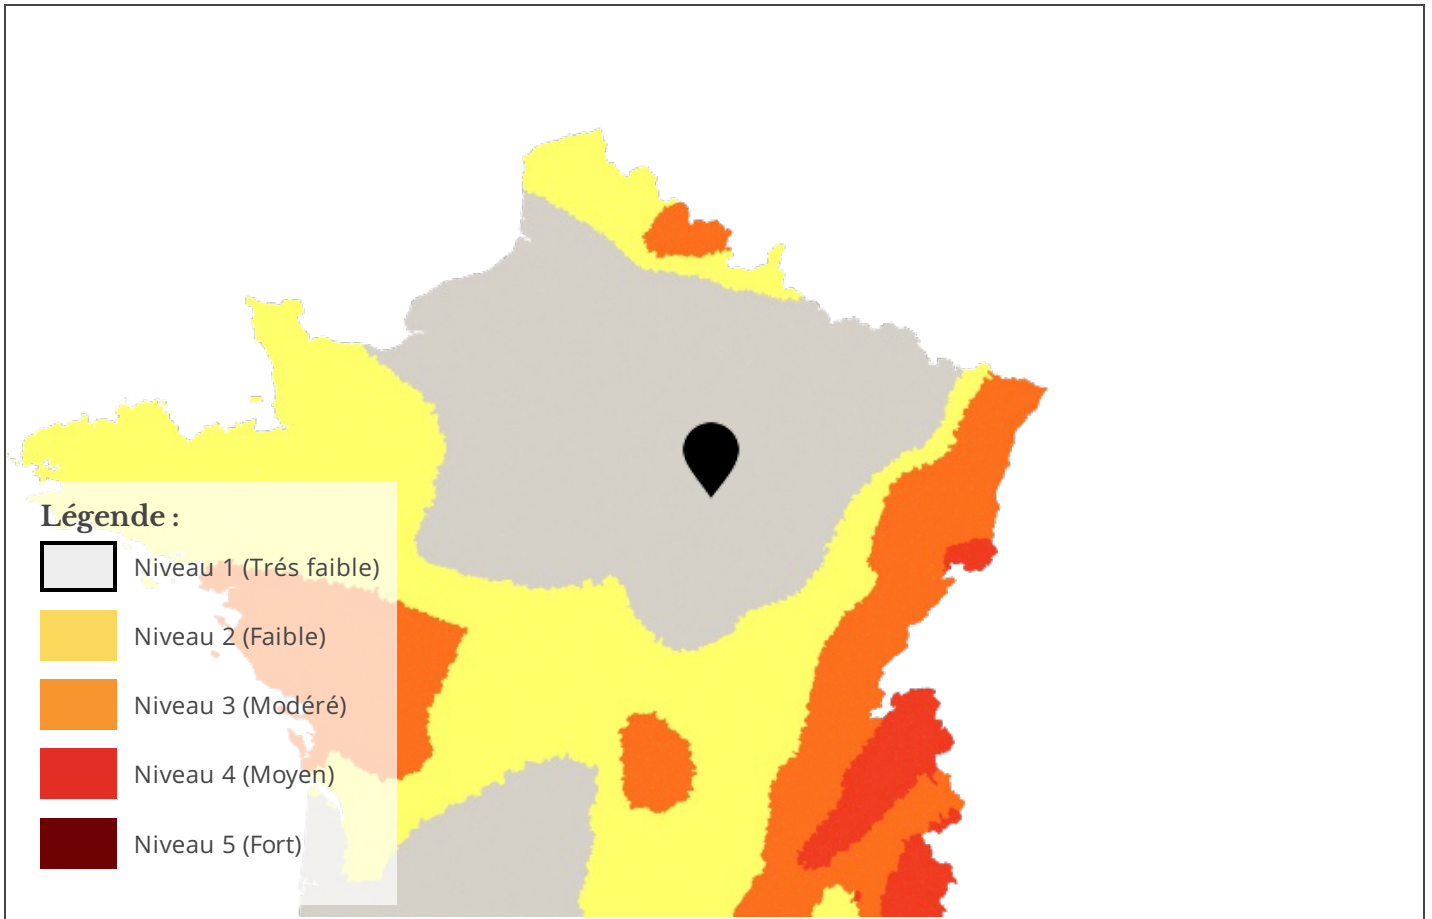 Légende :
Niveau 1 (Trés faible)
Niveau 2 (Faible)
Niveau 3 (Modéré)
Niveau 4 (Moyen)
Niveau 5 (Fort)